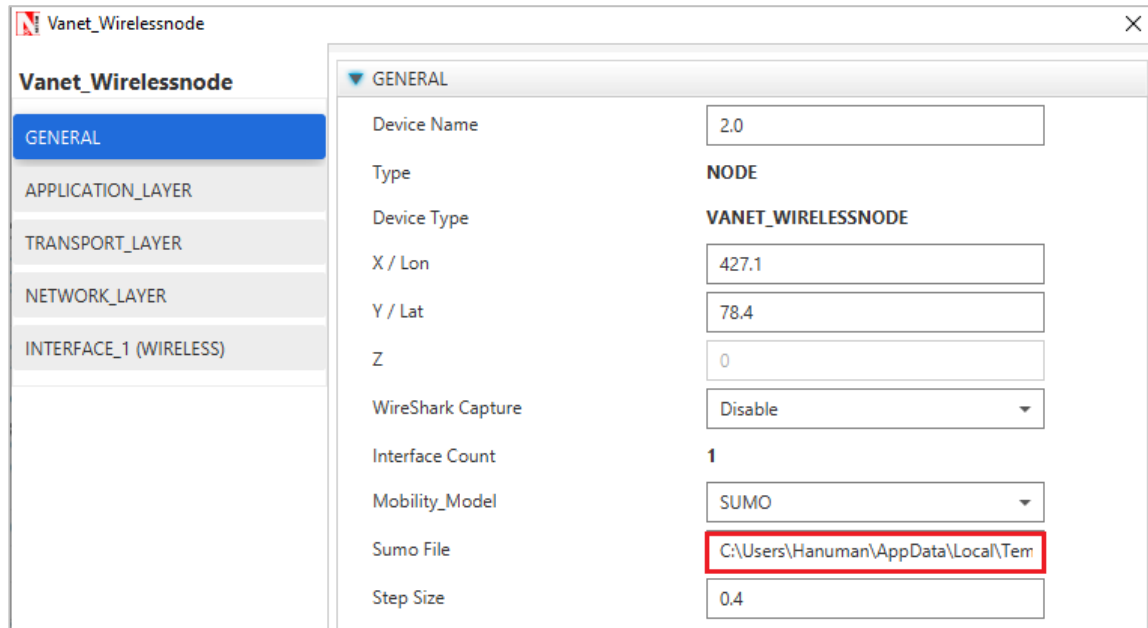 Vanet_Wirelessnode
Vanet_Wirelessnode
GENERAL
APPLICATION_LAYER
TRANSPORT_LAYER
NETWORK_LAYER
INTERFACE_1 (WIRELESS)
GENERAL
Device Name 2.0
Type NODE
Device Type VANET_WIRELESSNODE
X / Lon 427.1
Y / Lat 78.4
Z 0
WireShark Capture Disable
Interface Count 1
Mobility_Model SUMO
Sumo File C:\Users\Hanuman\AppData\Local\Tem
Step Size 0.4